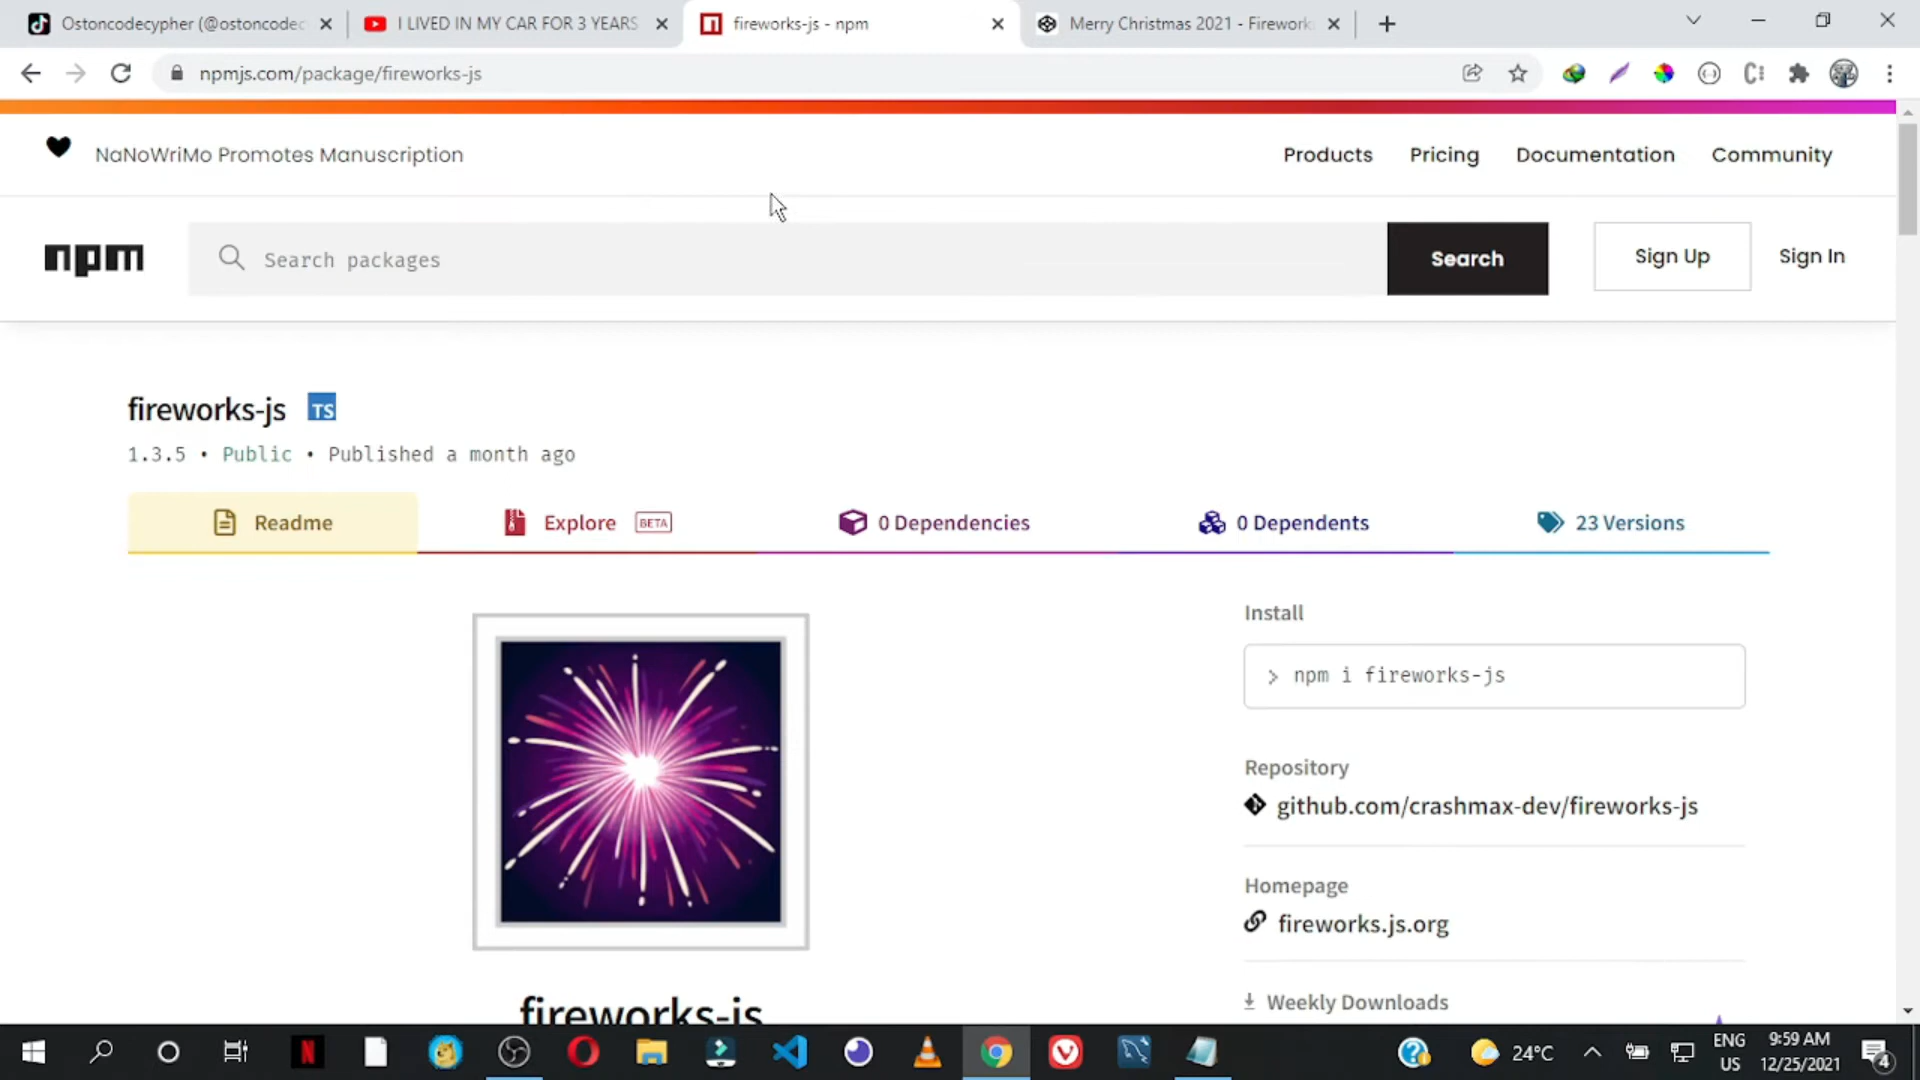 Ostoncodecypher (@ostoncodec
I LIVED IN MY CAR FOR 3 YEARS
fireworks-js - npm
Merry Christmas 2021 - Firework
npmjs.com/package/fireworks-js
NaNoWriMo Promotes Manuscription
Products
Pricing
Documentation
Community
npm
Search packages
Search
Sign Up
Sign In
fireworks-js TS
1.3.5 • Public • Published a month ago
Readme
Explore BETA
0 Dependencies
0 Dependents
23 Versions
Install
> npm i fireworks-js
Repository
github.com/crashmax-dev/fireworks-js
Homepage
fireworks.js.org
Weekly Downloads
fireworks-js
24°C
ENG
US
9:59 AM
12/25/2021
4